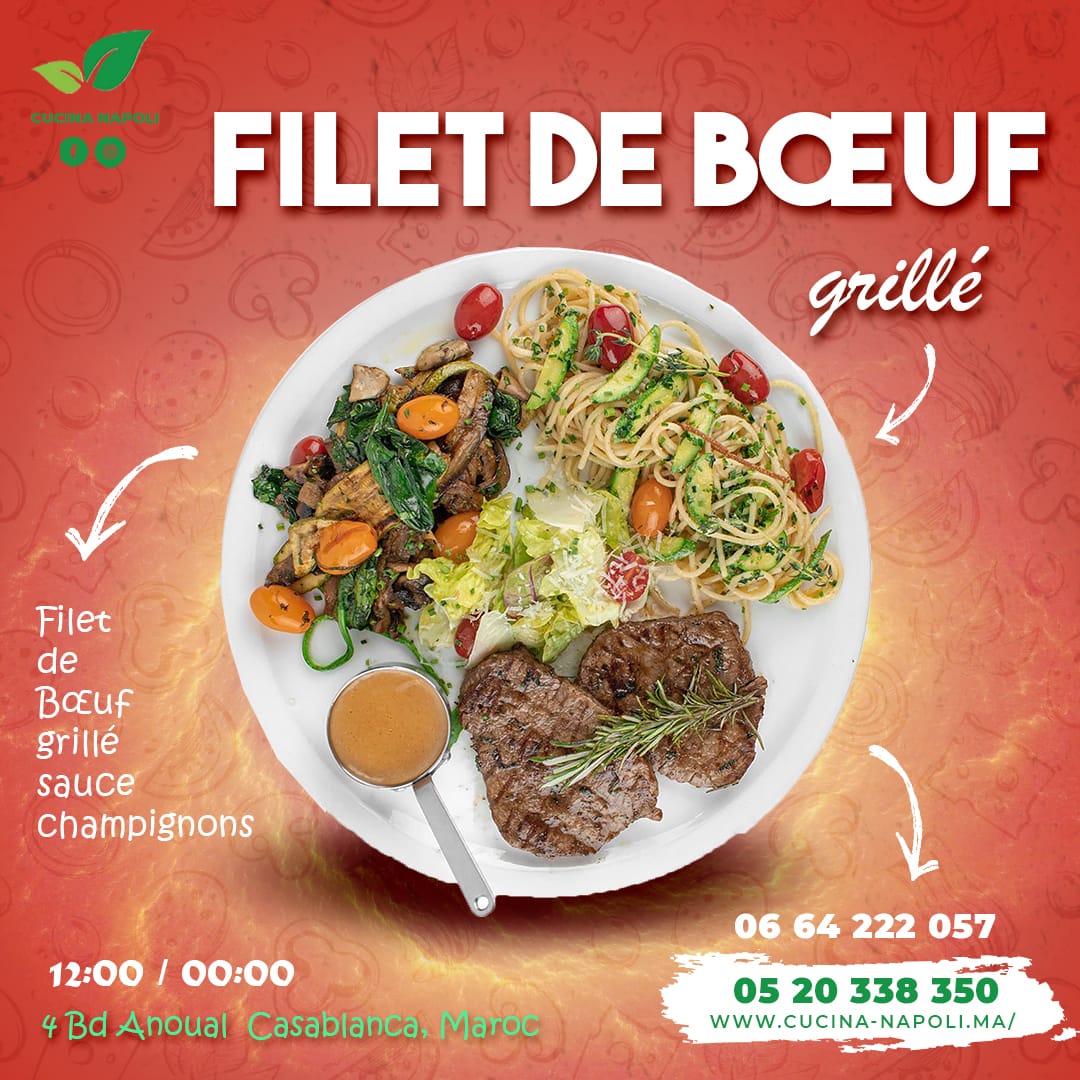 CUCINA NAPOLI
FILET DE BŒUF
grillé
Filet
de
Bœuf
grillé
sauce
champignons
12:00 / 00:00
4 Bd Anoual Casablanca, Maroc
06 64 222 057
05 20 338 350
WWW.CUCINA-NAPOLI.MA/